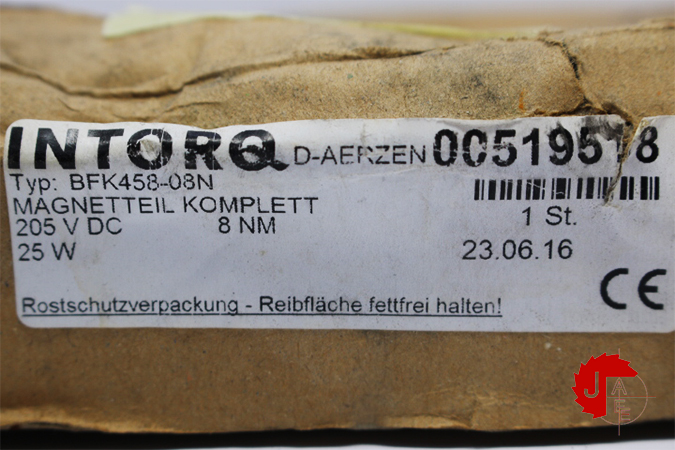 INTORQ D-AERZEN 00519518
Typ: BFK458-08N
MAGNETTEIL KOMPLETT 1 St.
205 V DC 8 NM
25 W 23.06.16
CE
Rostschutzverpackung - Reibfläche fettfrei halten!